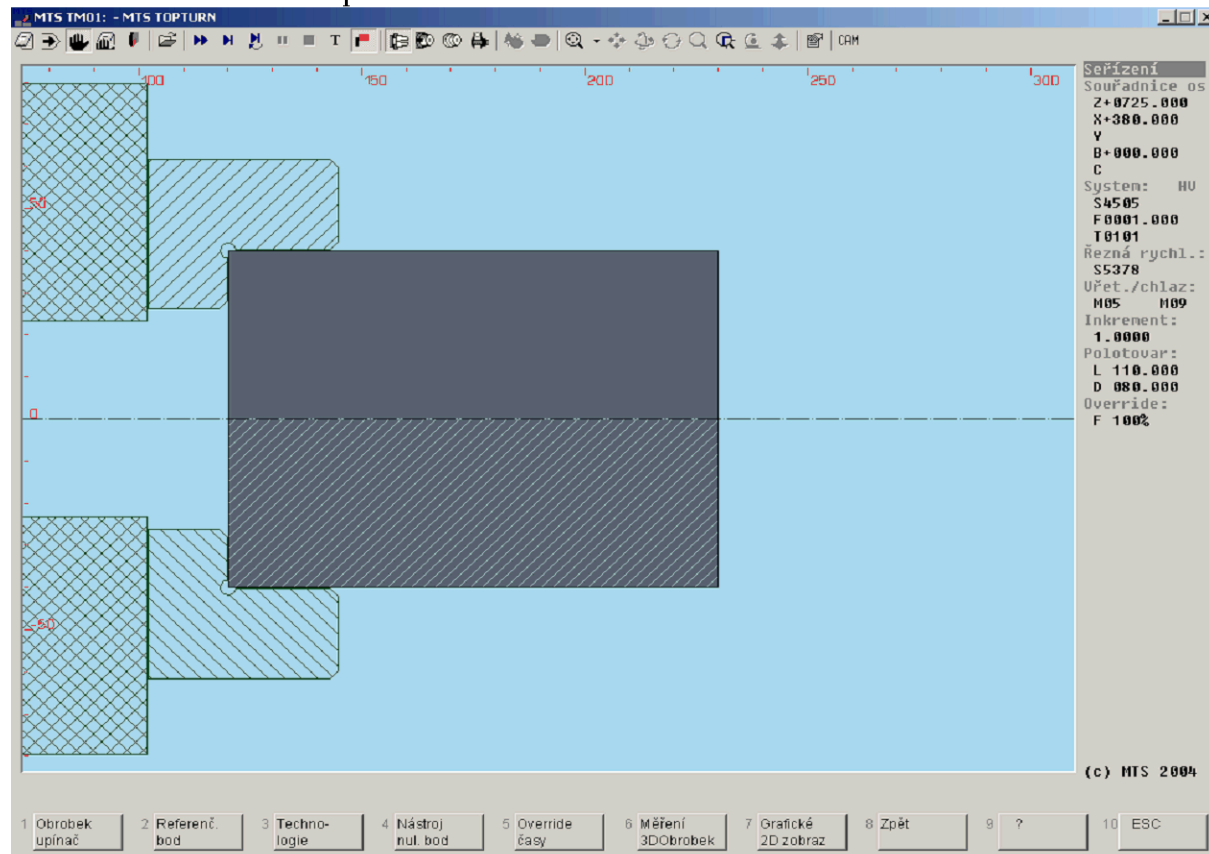 MTS TM01: - MTS TOPTURN
T
CAM
100 150 200 250 300
50
0
-50
Seřízení
Souřadnice os
Z+0725.000
X+380.000
Y
B+000.000
C
System: HV
S4505
F0001.000
T0101
Řezná rychl.:
S5378
Vřet./chlaz:
M05 M09
Inkrement:
1.0000
Polotovar:
L 110.000
D 080.000
Override:
F 100%
(c) MTS 2004
1 Obrobek upínač
2 Referenč. bod
3 Techno- logie
4 Nástroj nul. bod
5 Override časy
6 Měření 3DObrobek
7 Grafické 2D zobraz
8 Zpět
9 ?
10 ESC